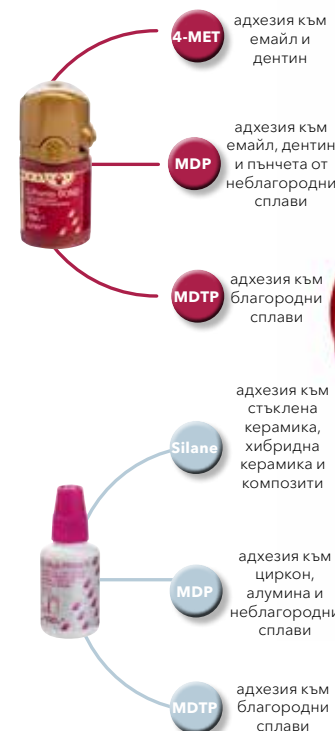 4-MET
адхезия към
емайл и
дентин
MDP
адхезия към
емайл, дентин
и пънчета от
неблагородни
сплави
MDTP
адхезия към
благородни
сплави
Silane
адхезия към
стъклена
керамика,
хибридна
керамика и
композити
MDP
адхезия към
циркон,
алумина и
неблагородни
сплави
MDTP
адхезия към
благородни
сплави